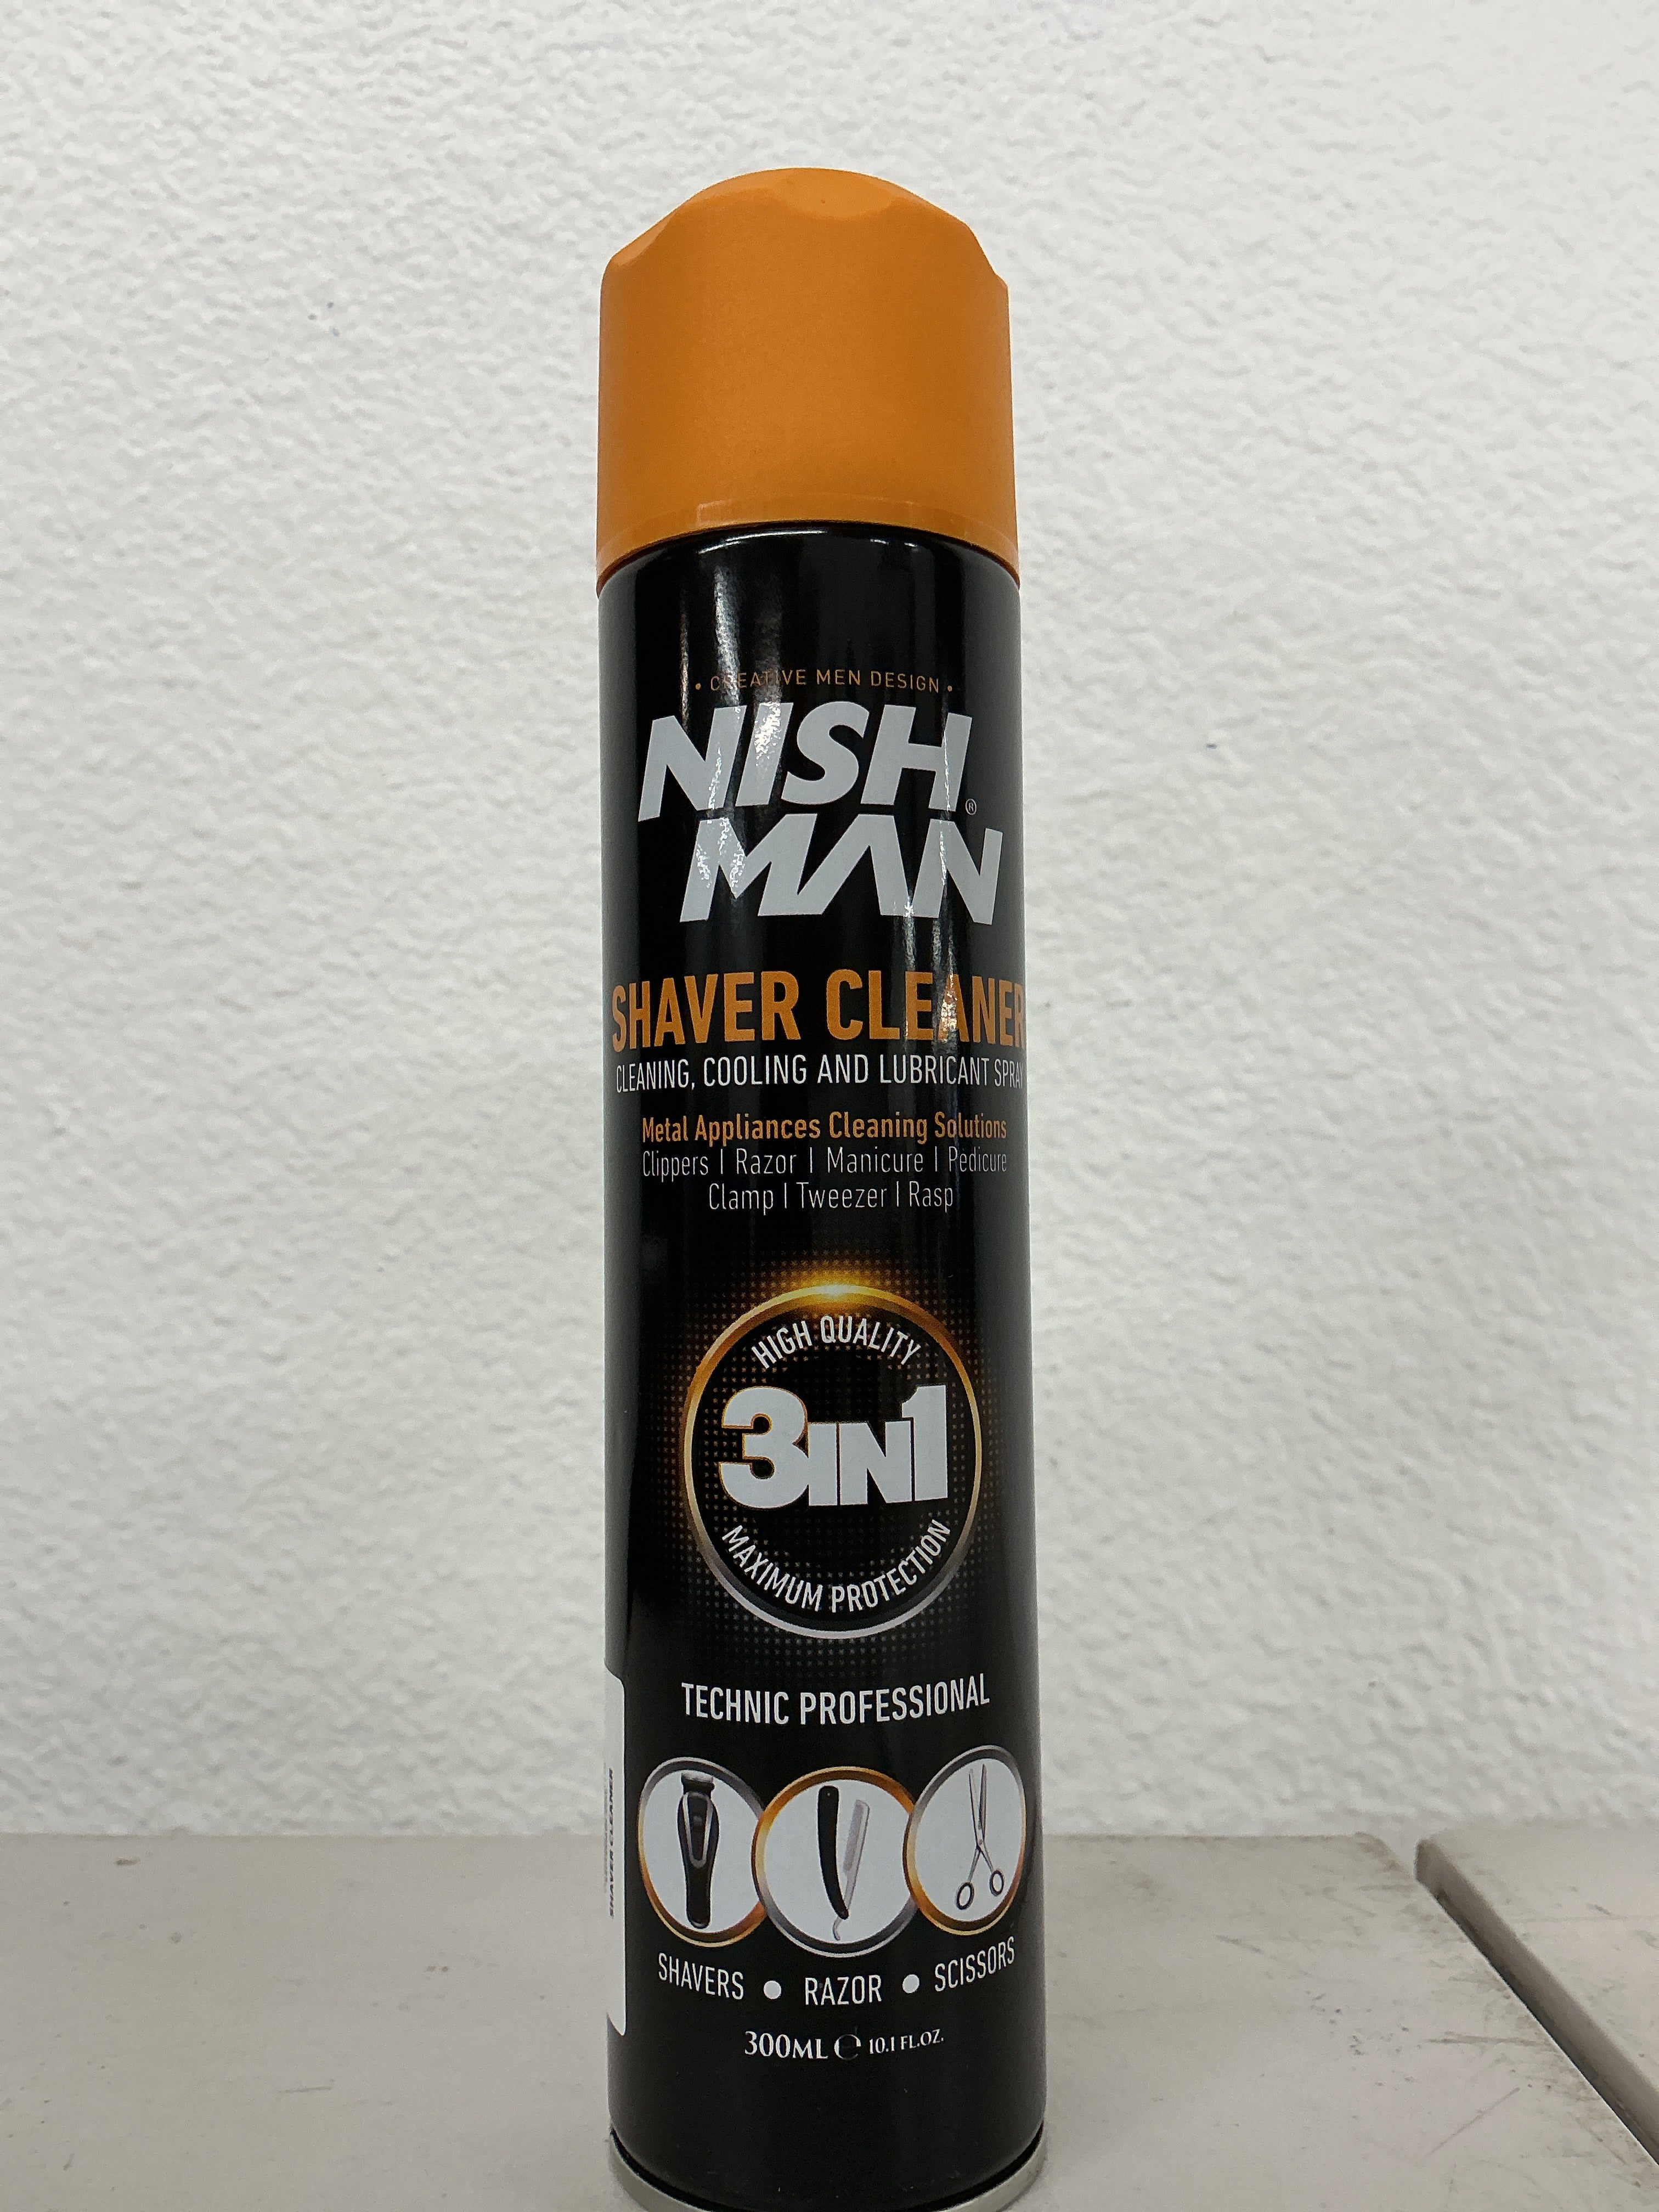 • CREATIVE MEN DESIGN •
NISH
®
MAN
SHAVER CLEANER
CLEANING, COOLING AND LUBRICANT SPRAY
Metal Appliances Cleaning Solutions
Clippers | Razor | Manicure | Pedicure
Clamp | Tweezer | Rasp
HIGH QUALITY
3IN1
MAXIMUM PROTECTION
TECHNIC PROFESSIONAL
SHAVERS • RAZOR • SCISSORS
300ML ℮ 10.1 FL.OZ.
SHAVER CLEANER